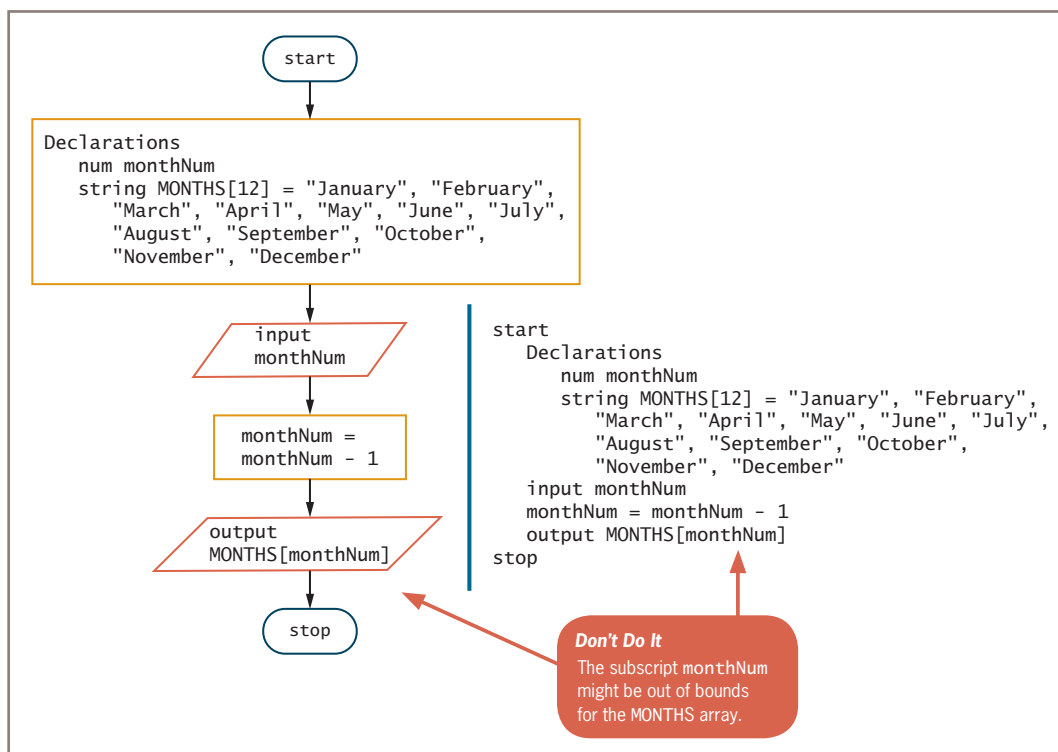 start
Declarations
num monthNum
string MONTHS[12] = "January", "February",
"March", "April", "May", "June", "July",
"August", "September", "October",
"November", "December"
input
monthNum
monthNum =
monthNum - 1
output
MONTHS[monthNum]
stop
start
Declarations
num monthNum
string MONTHS[12] = "January", "February",
"March", "April", "May", "June", "July",
"August", "September", "October",
"November", "December"
input monthNum
monthNum = monthNum - 1
output MONTHS[monthNum]
stop
Don't Do It
The subscript monthNum
might be out of bounds
for the MONTHS array.